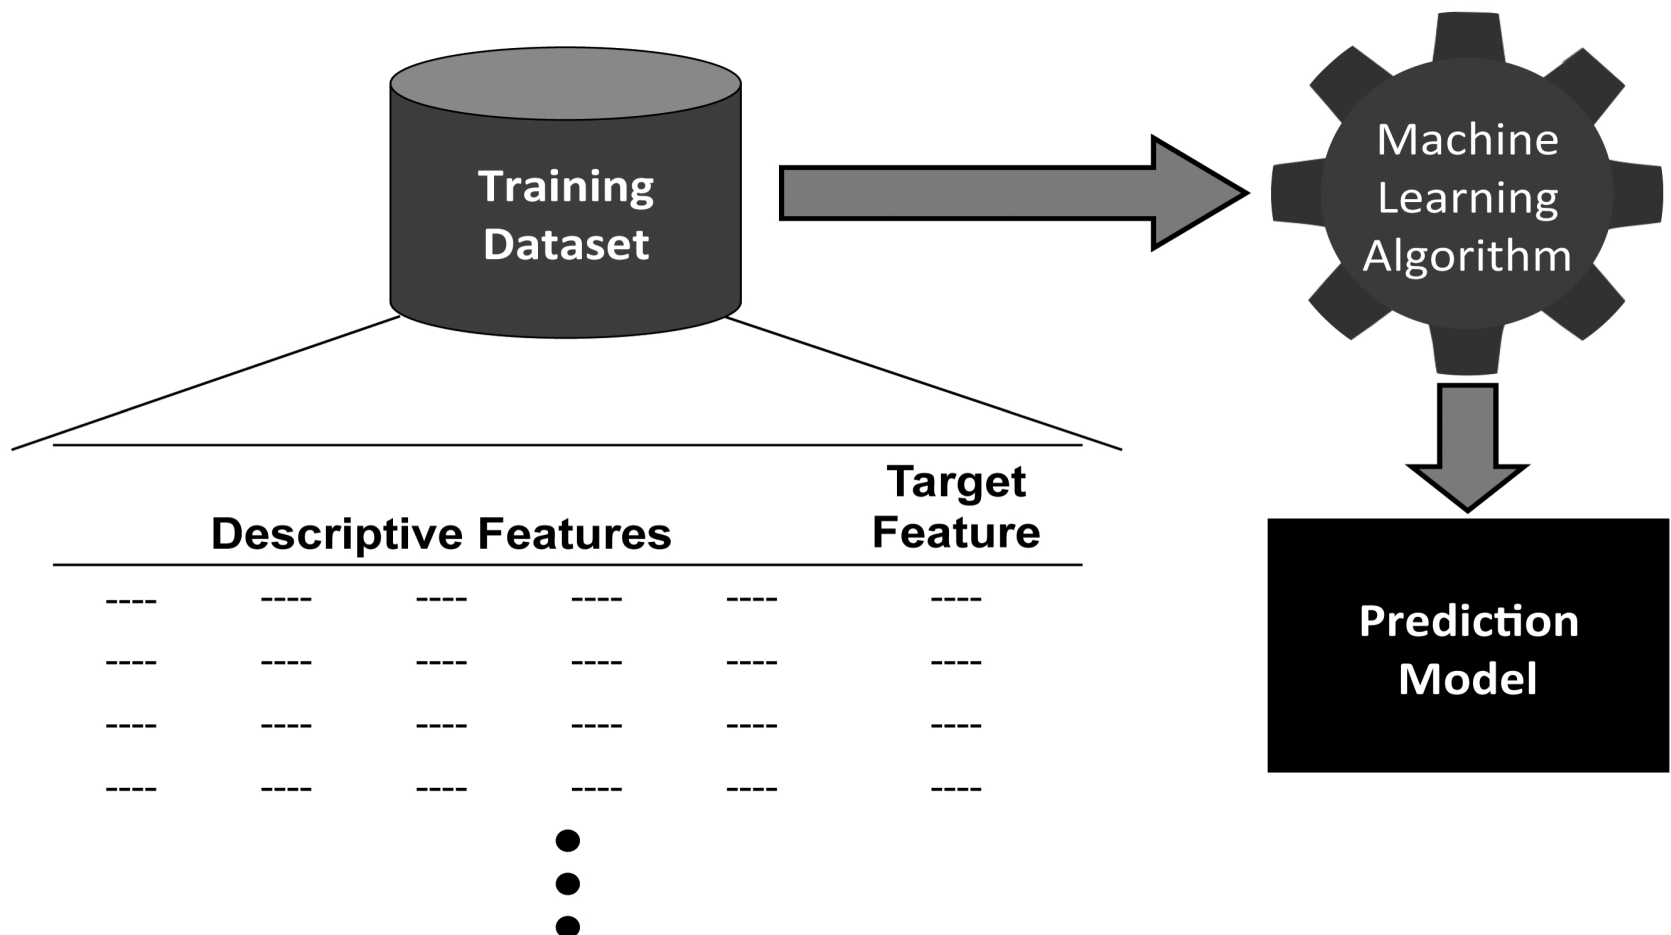 Training
Dataset
Machine
Learning
Algorithm
Target
Descriptive Features Feature
---- ---- ---- ---- ---- ----
---- ---- ---- ---- ---- ----
---- ---- ---- ---- ---- ----
---- ---- ---- ---- ---- ----
Prediction
Model